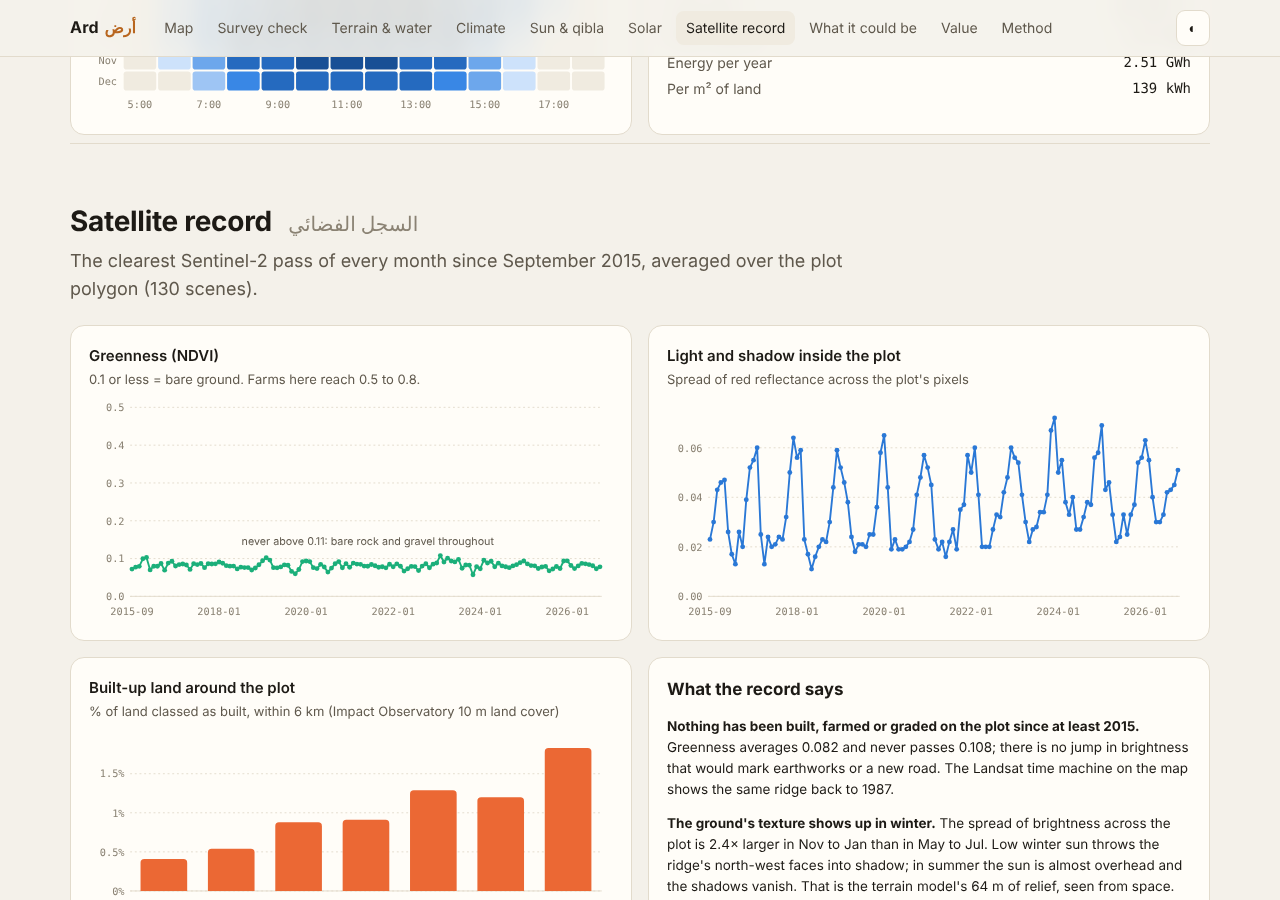 Ard أرض
Map
Survey check
Terrain & water
Climate
Sun & qibla
Solar
Satellite record
What it could be
Value
Method
Nov
Dec
5:00 7:00 9:00 11:00 13:00 15:00 17:00
Energy per year 2.51 GWh
Per m² of land 139 kWh
Satellite record السجل الفضائي
The clearest Sentinel-2 pass of every month since September 2015, averaged over the plot
polygon (130 scenes).
Greenness (NDVI)
0.1 or less = bare ground. Farms here reach 0.5 to 0.8.
0.5
0.4
0.3
0.2
never above 0.11: bare rock and gravel throughout
0.1
0.0
2015-09 2018-01 2020-01 2022-01 2024-01 2026-01
Light and shadow inside the plot
Spread of red reflectance across the plot's pixels
0.06
0.04
0.02
0.00
2015-09 2018-01 2020-01 2022-01 2024-01 2026-01
Built-up land around the plot
% of land classed as built, within 6 km (Impact Observatory 10 m land cover)
1.5%
1%
0.5%
0%
What the record says
Nothing has been built, farmed or graded on the plot since at least 2015.
Greenness averages 0.082 and never passes 0.108; there is no jump in brightness
that would mark earthworks or a new road. The Landsat time machine on the map
shows the same ridge back to 1987.
The ground's texture shows up in winter. The spread of brightness across the
plot is 2.4× larger in Nov to Jan than in May to Jul. Low winter sun throws the
ridge's north-west faces into shadow; in summer the sun is almost overhead and
the shadows vanish. That is the terrain model's 64 m of relief, seen from space.